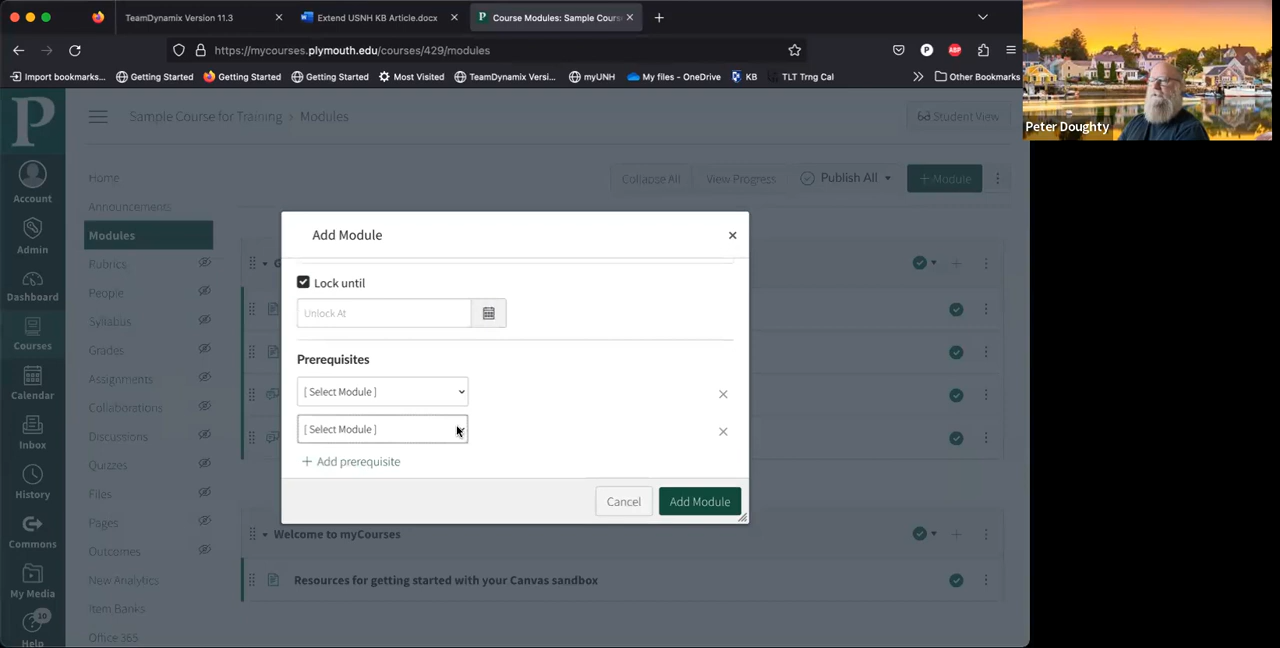 TeamDynamix Version 11.3
Extend USNH KB Article.docx
Course Modules: Sample Cours
https://mycourses.plymouth.edu/courses/429/modules
Import bookmarks...
Getting Started
Getting Started
Getting Started
Most Visited
TeamDynamix Versi...
myUNH
My files - OneDrive
KB
TLT Trng Cal
Other Bookmarks
Peter Doughty
P
Account
Admin
Dashboard
Courses
Calendar
Inbox
History
Commons
My Media
10
Help
Sample Course for Training > Modules
Student View
Home
Announcements
Modules
Rubrics
People
Syllabus
Grades
Assignments
Collaborations
Discussions
Quizzes
Files
Pages
Outcomes
New Analytics
Item Banks
Office 365
Collapse All
View Progress
Publish All
+ Module
Add Module
Lock until
Unlock At
Prerequisites
[ Select Module ]
[ Select Module ]
+ Add prerequisite
Cancel
Add Module
Welcome to myCourses
Resources for getting started with your Canvas sandbox